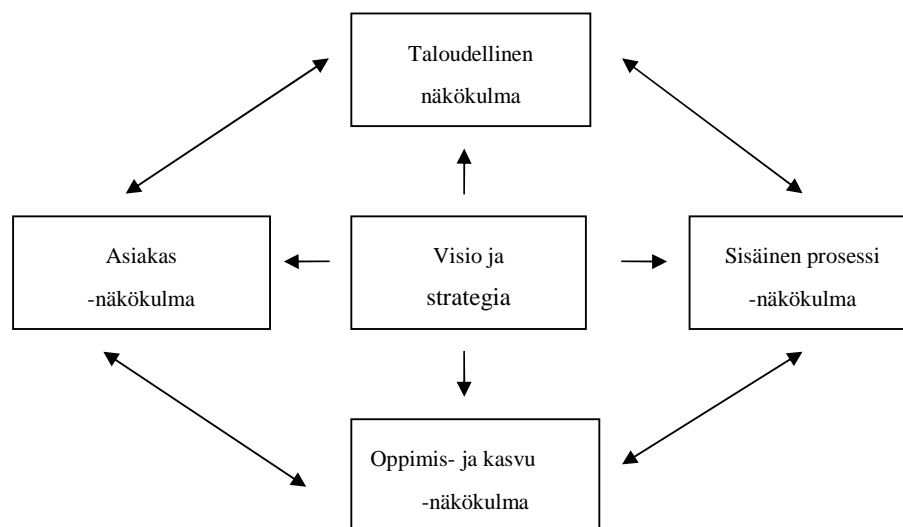 Taloudellinen
näkökulma
Asiakas
-näkökulma
Visio ja
strategia
Sisäinen prosessi
-näkökulma
Oppimis- ja kasvu
-näkökulma